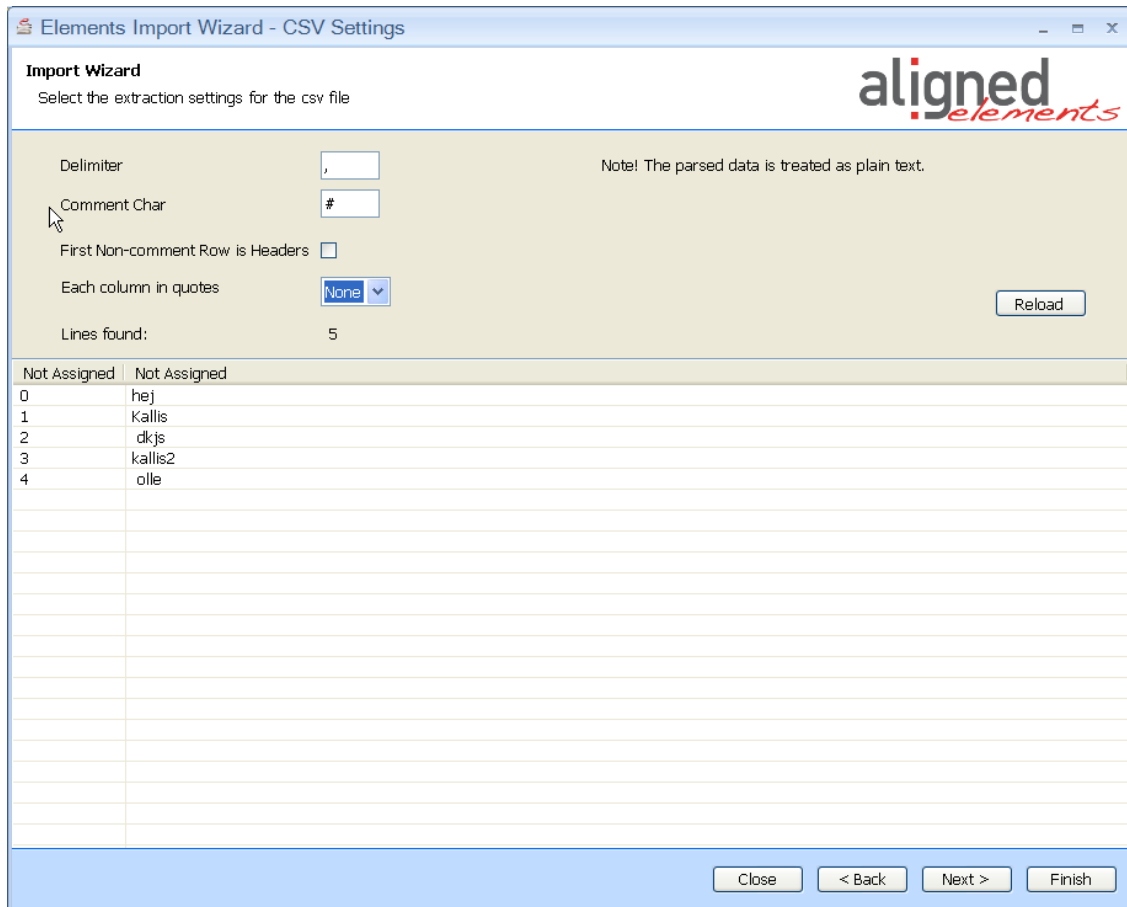 Elements Import Wizard - CSV Settings
Import Wizard
Select the extraction settings for the csv file
aligned
elements
Delimiter , Note! The parsed data is treated as plain text.
Comment Char #
First Non-comment Row is Headers
Each column in quotes None
Reload
Lines found: 5
Not Assigned Not Assigned
0 hej
1 Kallis
2 dkjs
3 kallis2
4 olle
Close < Back Next > Finish